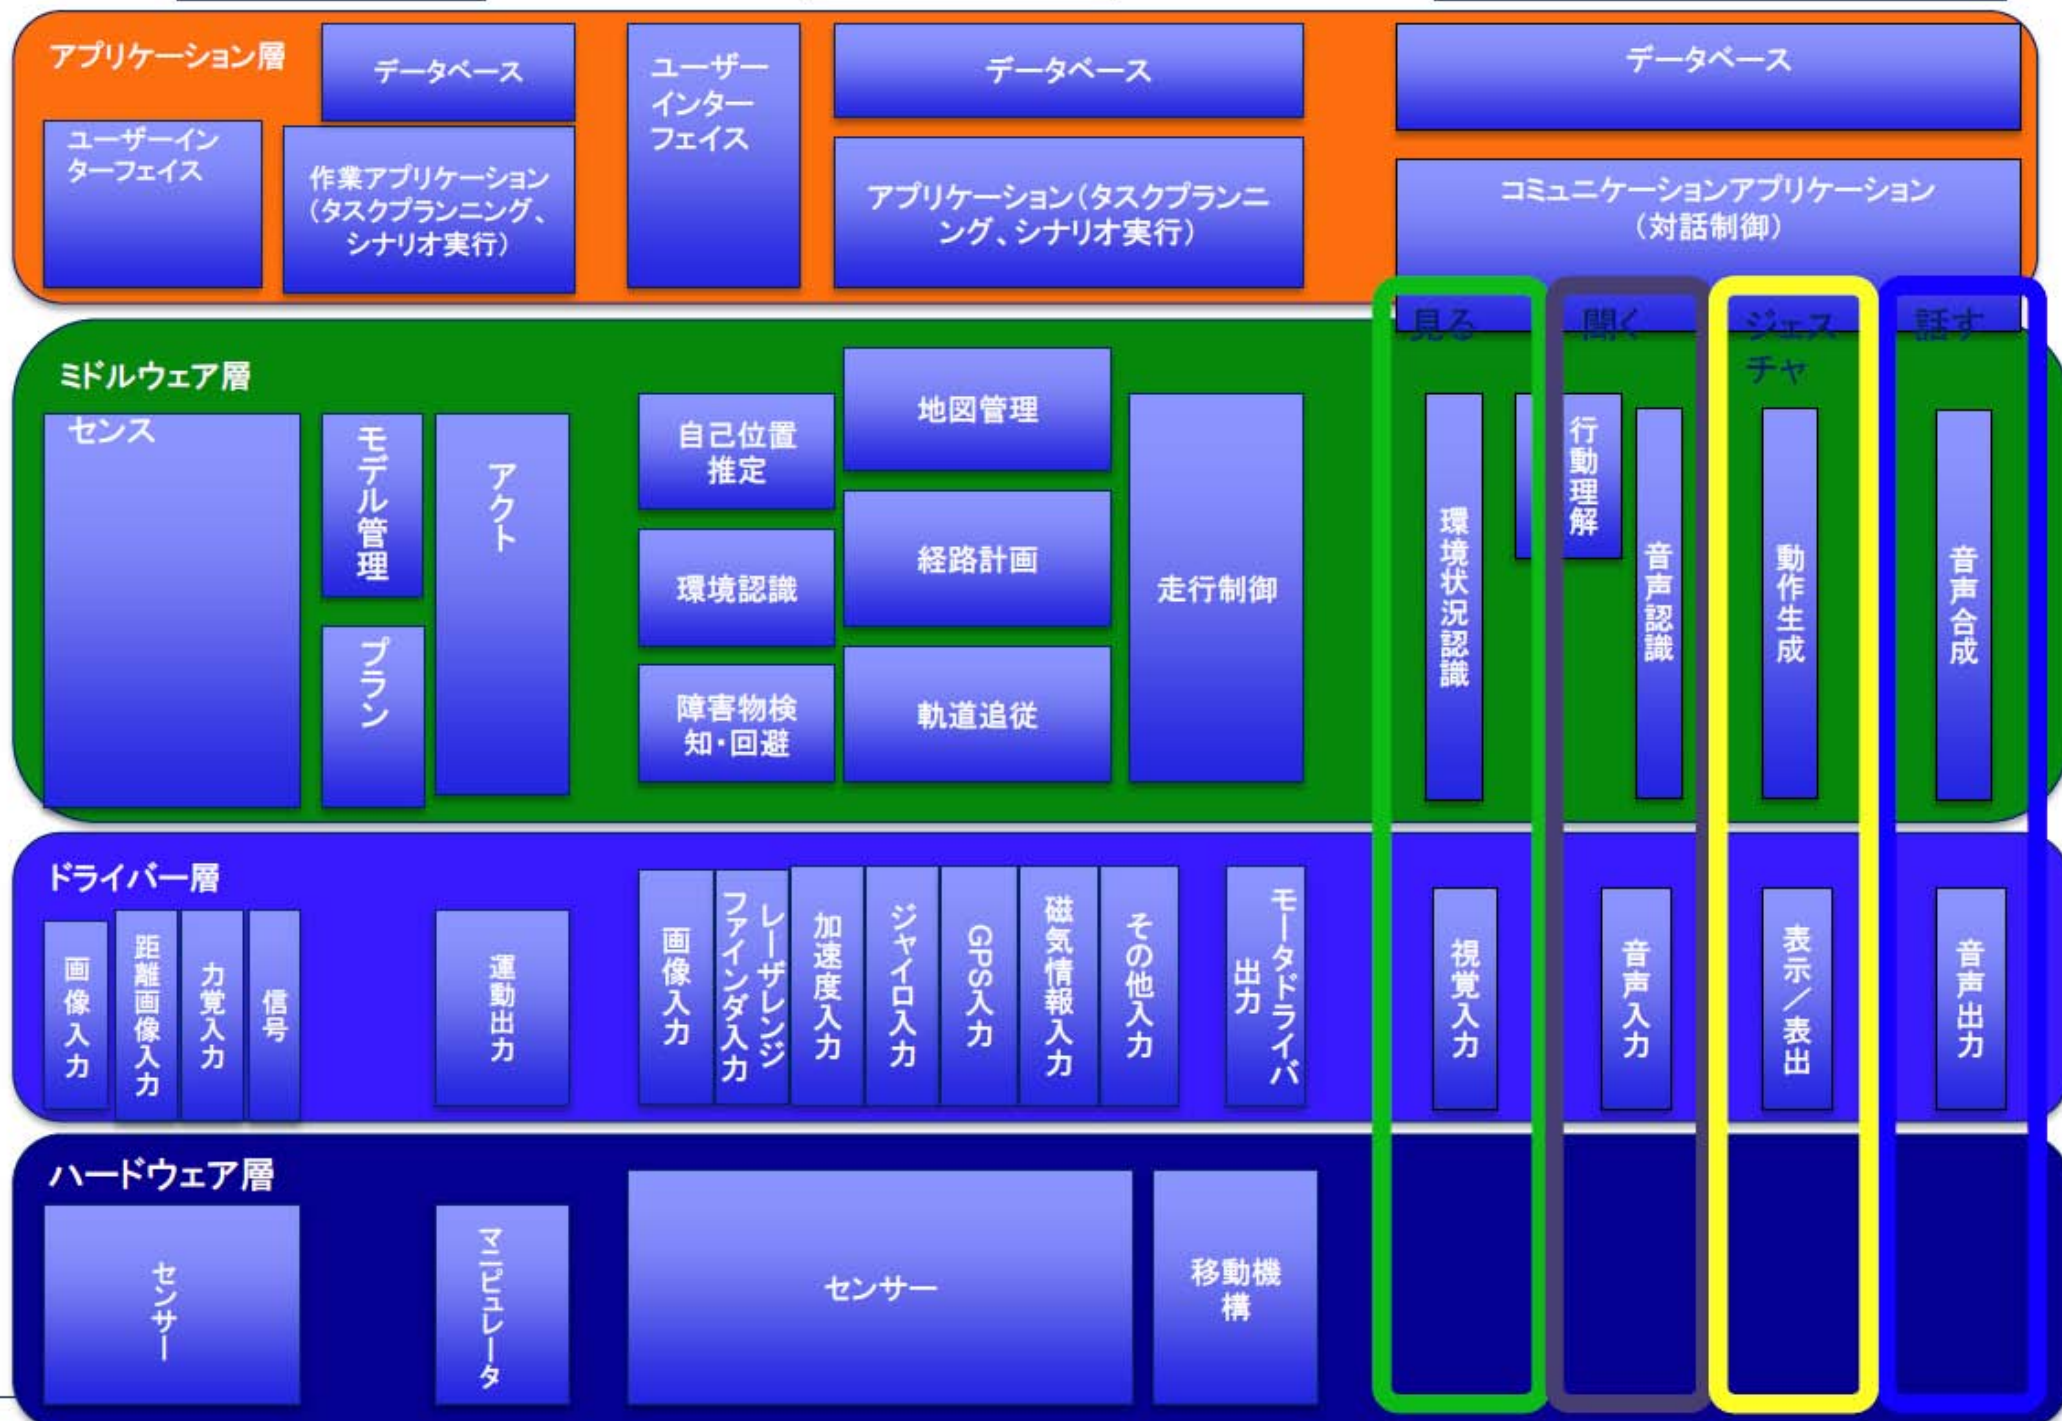 アプリケーション層
データベース
ユーザーイン
ターフェイス
作業アプリケーション
（タスクプランニング、
シナリオ実行）
ユーザー
インター
フェイス
データベース
アプリケーション（タスクプランニ
ング、シナリオ実行）
データベース
コミュニケーションアプリケーション
（対話制御）
見る
聞く
ジェス
チャ
話す
ミドルウェア層
センス
モデル管理
プラン
アクト
自己位置
推定
環境認識
障害物検
知・回避
地図管理
経路計画
軌道追従
走行制御
環境状況認識
行動理解
音声認識
動作生成
音声合成
ドライバー層
画像入力
距離画像入力
力覚入力
信号
運動出力
画像入力
レーザレンジ
ファインダ入力
加速度入力
ジャイロ入力
GPS入力
磁気情報入力
その他入力
モータドライバ
出力
視覚入力
音声入力
表示／表出
音声出力
ハードウェア層
センサー
マニピュレータ
センサー
移動機
構